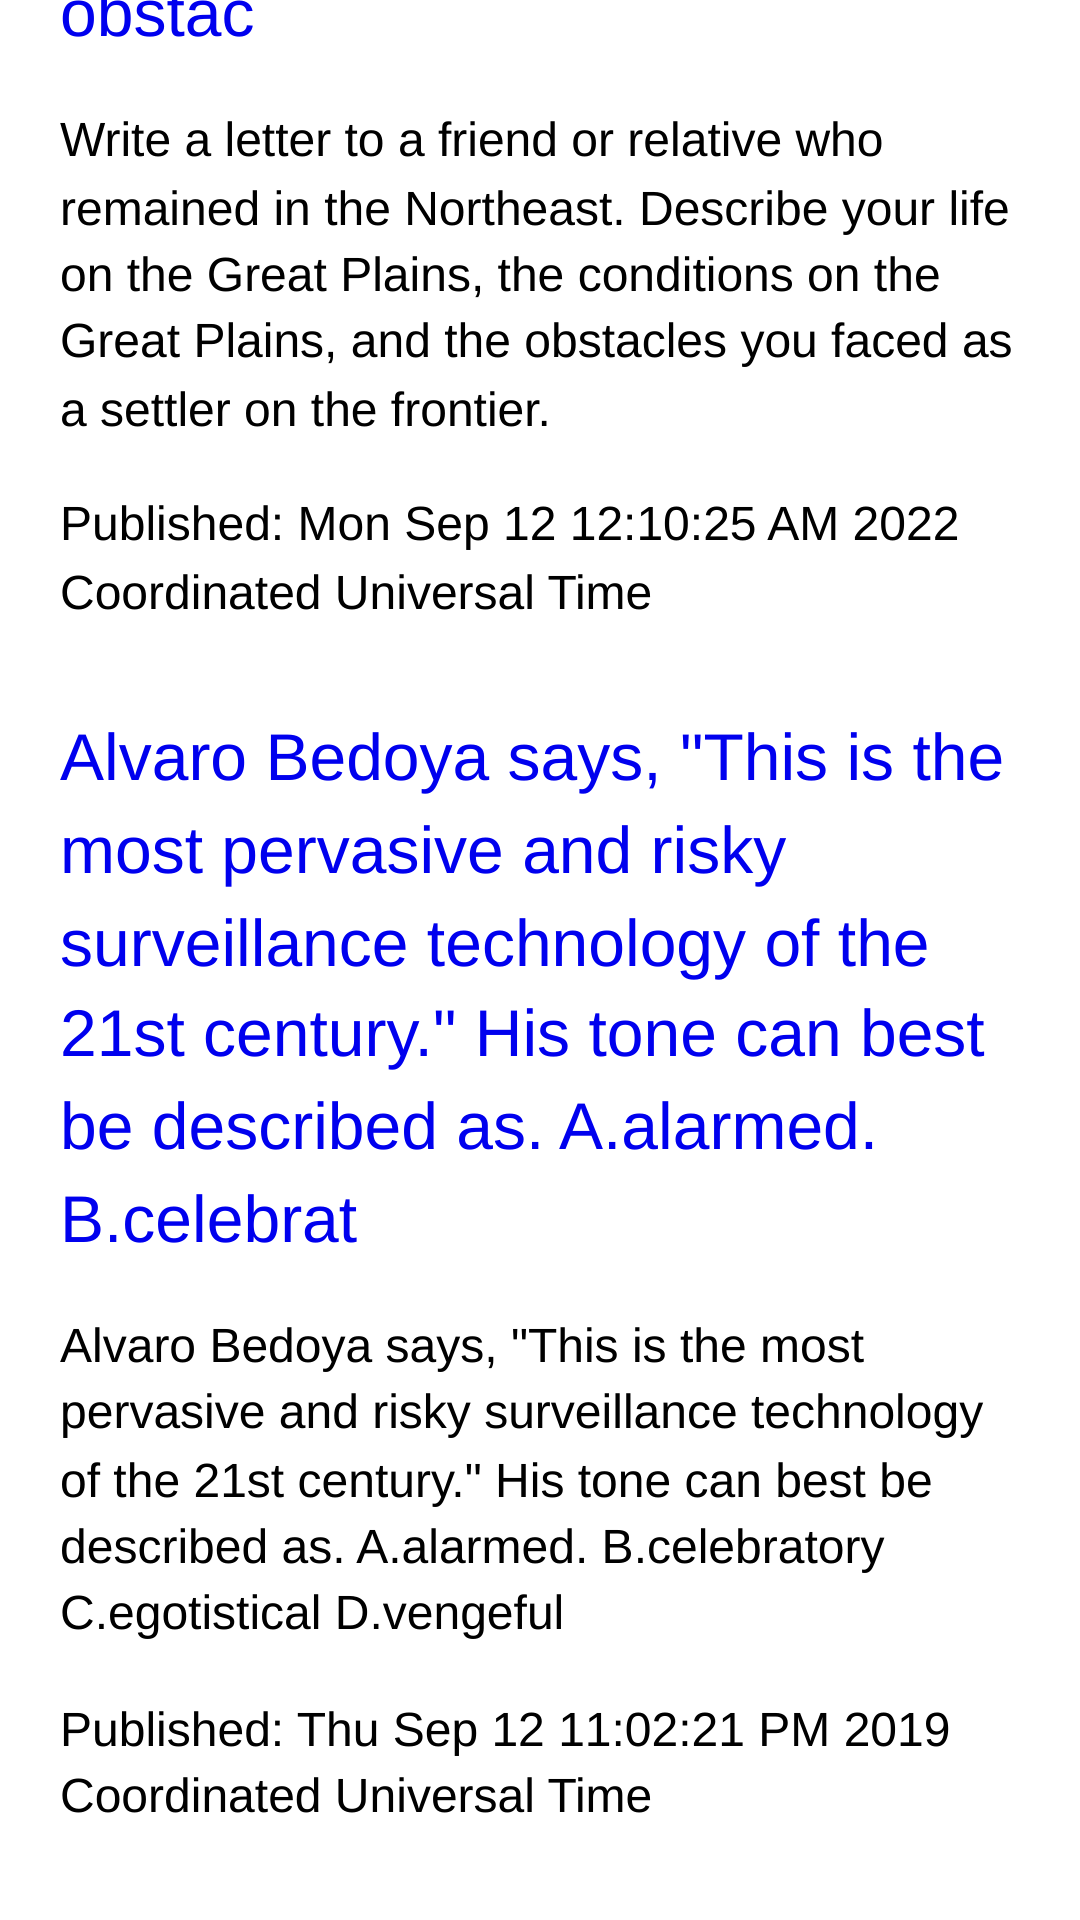 obstac
Write a letter to a friend or relative who
remained in the Northeast. Describe your life
on the Great Plains, the conditions on the
Great Plains, and the obstacles you faced as
a settler on the frontier.
Published: Mon Sep 12 12:10:25 AM 2022
Coordinated Universal Time
Alvaro Bedoya says, "This is the
most pervasive and risky
surveillance technology of the
21st century." His tone can best
be described as. A.alarmed.
B.celebrat
Alvaro Bedoya says, "This is the most
pervasive and risky surveillance technology
of the 21st century." His tone can best be
described as. A.alarmed. B.celebratory
C.egotistical D.vengeful
Published: Thu Sep 12 11:02:21 PM 2019
Coordinated Universal Time